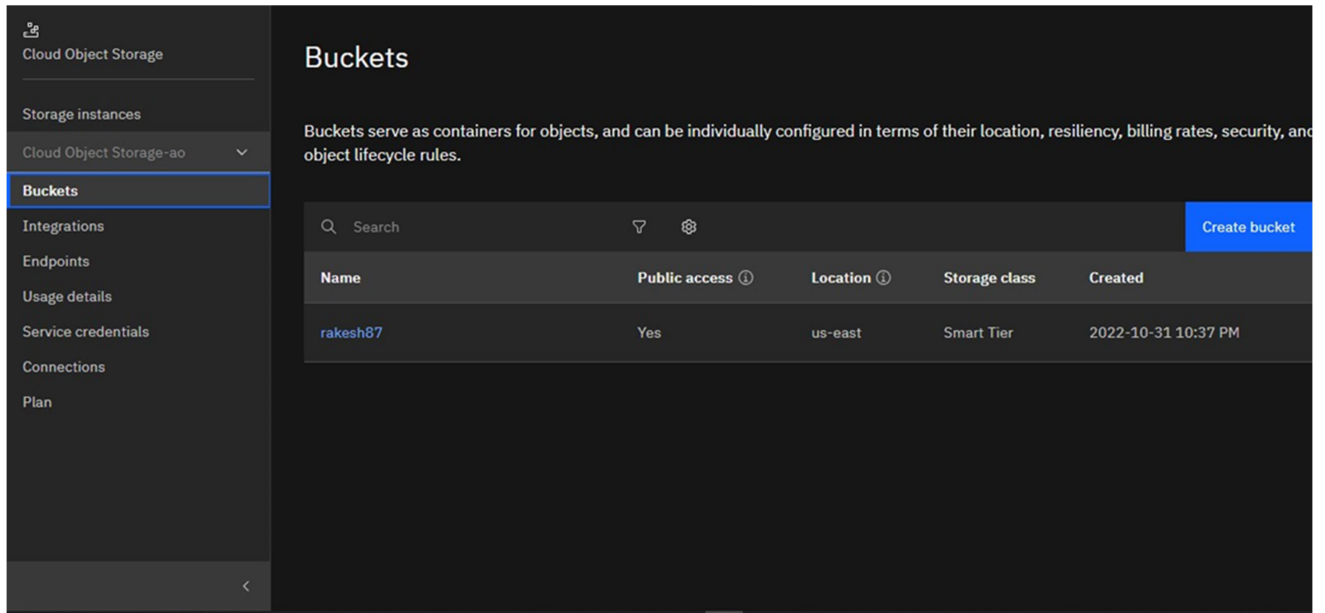 Cloud Object Storage
Storage instances
Cloud Object Storage-ao
Buckets
Integrations
Endpoints
Usage details
Service credentials
Connections
Plan
Buckets
Buckets serve as containers for objects, and can be individually configured in terms of their location, resiliency, billing rates, security, and
object lifecycle rules.
Search
Create bucket
Name Public access Location Storage class Created
rakesh87 Yes us-east Smart Tier 2022-10-31 10:37 PM